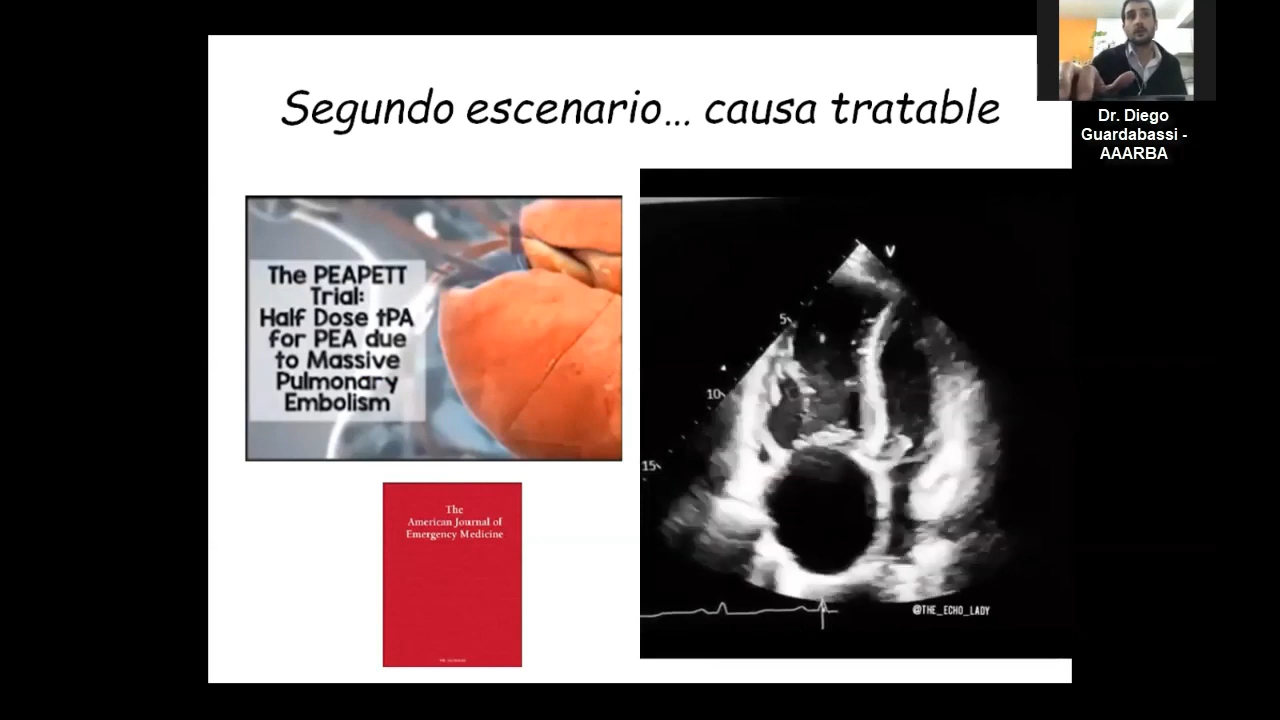 Segundo escenario... causa tratable
Dr. Diego
Guardabassi -
AAARBA
The PEAPETT
Trial:
Half Dose tPA
for PEA due
to Massive
Pulmonary
Embolism
The
American Journal of
Emergency Medicine
V
5
10
15
@THE_ECHO_LADY